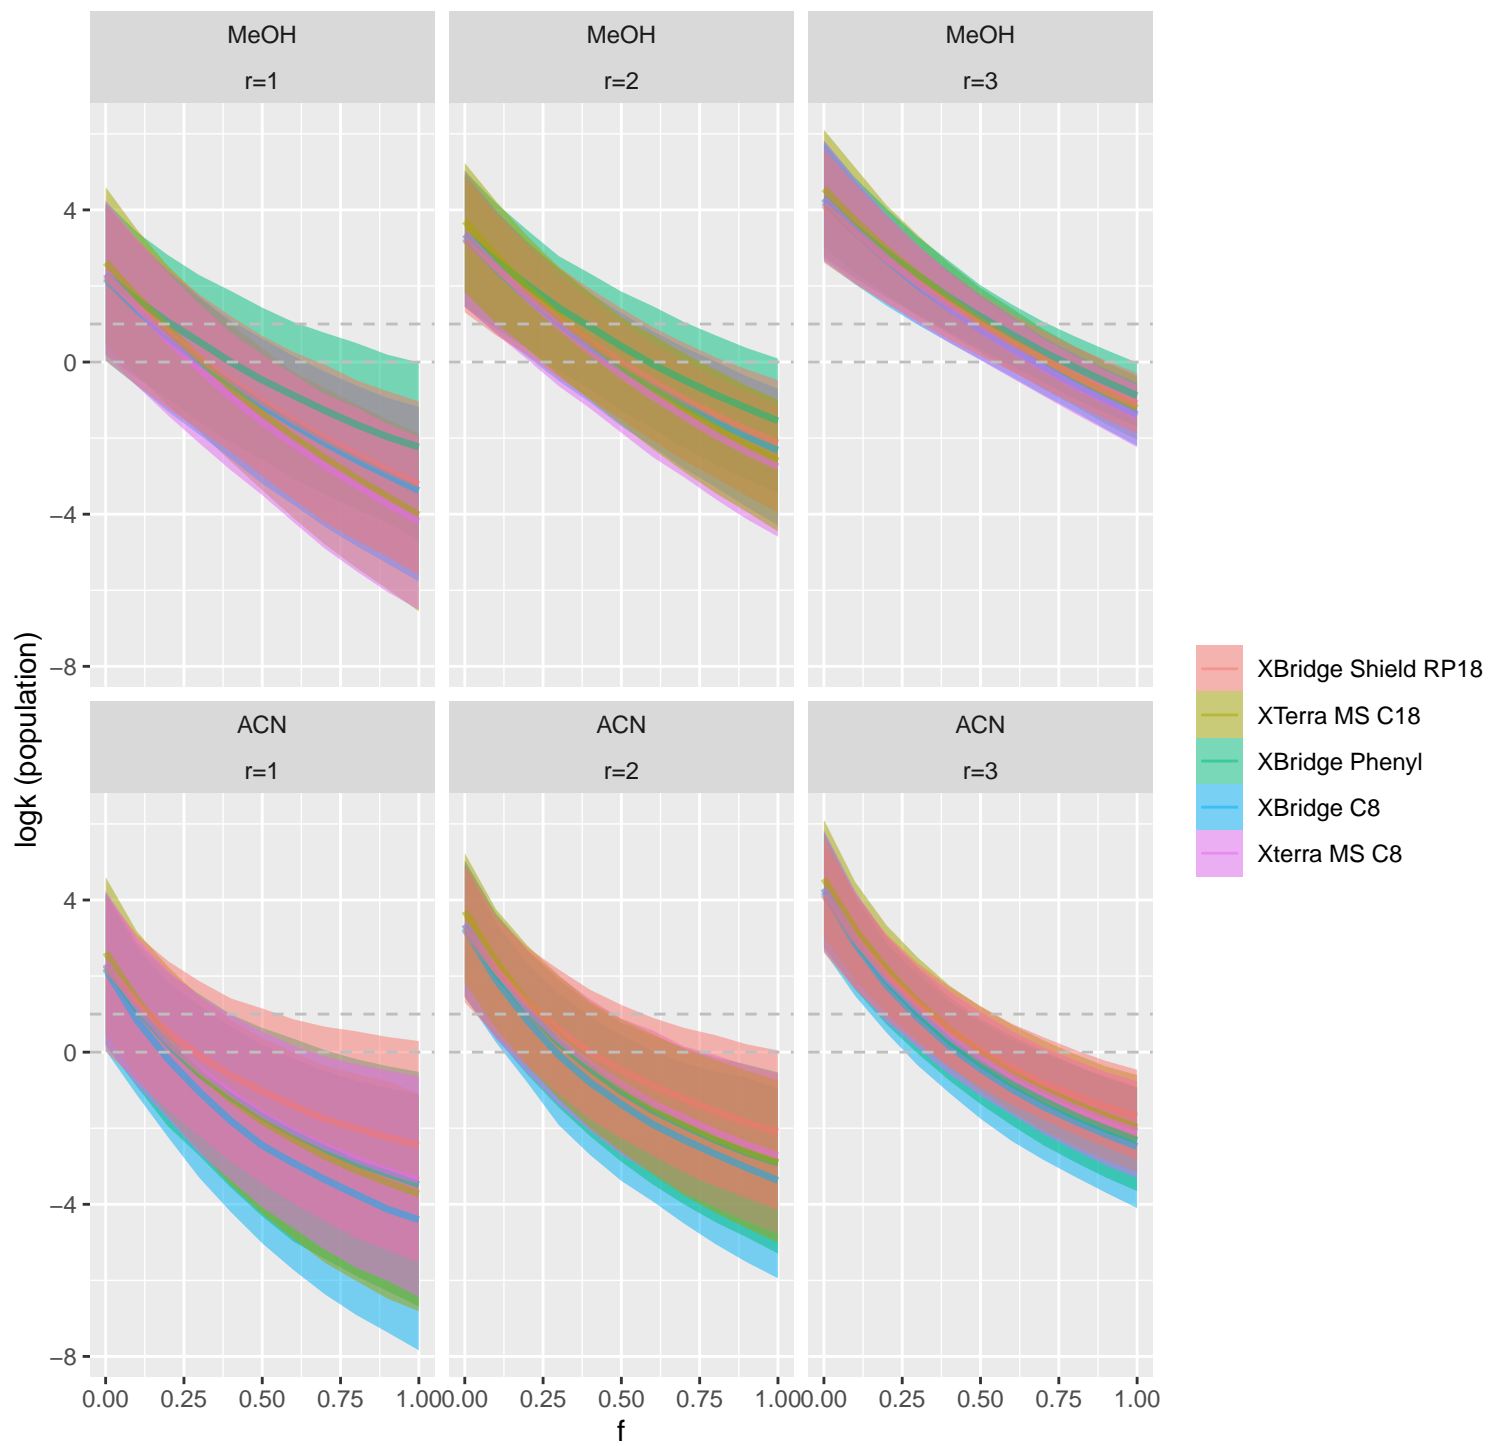 MeOH
r=1
MeOH
r=2
MeOH
r=3
4
0
−4
−8
ACN
r=1
ACN
r=2
ACN
r=3
4
0
−4
−8
0.00 0.25 0.50 0.75 1.00
0.00 0.25 0.50 0.75 1.00
0.00 0.25 0.50 0.75 1.00
f
logk (population)
XBridge Shield RP18
XTerra MS C18
XBridge Phenyl
XBridge C8
Xterra MS C8